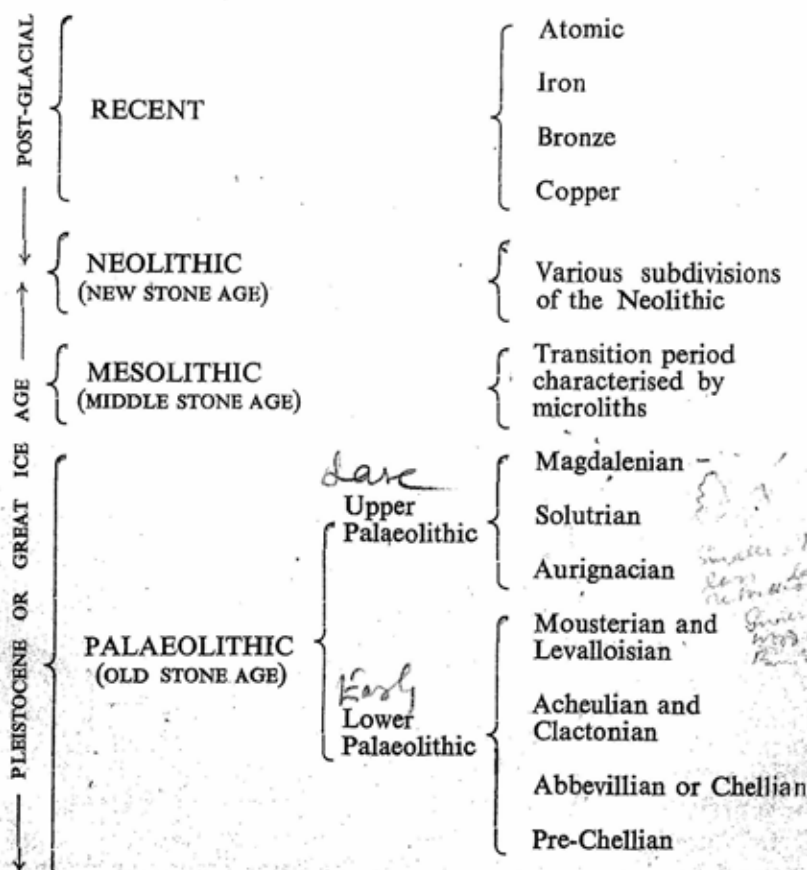 POST-GLACIAL
RECENT
Atomic
Iron
Bronze
Copper
NEOLITHIC
(NEW STONE AGE)
Various subdivisions
of the Neolithic
MESOLITHIC
(MIDDLE STONE AGE)
Transition period
characterised by
microliths
PLEISTOCENE OR GREAT ICE AGE
PALAEOLITHIC
(OLD STONE AGE)
Upper
Palaeolithic
Magdalenian
Solutrian
Aurignacian
Early
Lower
Palaeolithic
Mousterian and
Levalloisian
Acheulian and
Clactonian
Abbevillian or Chellian
Pre-Chellian